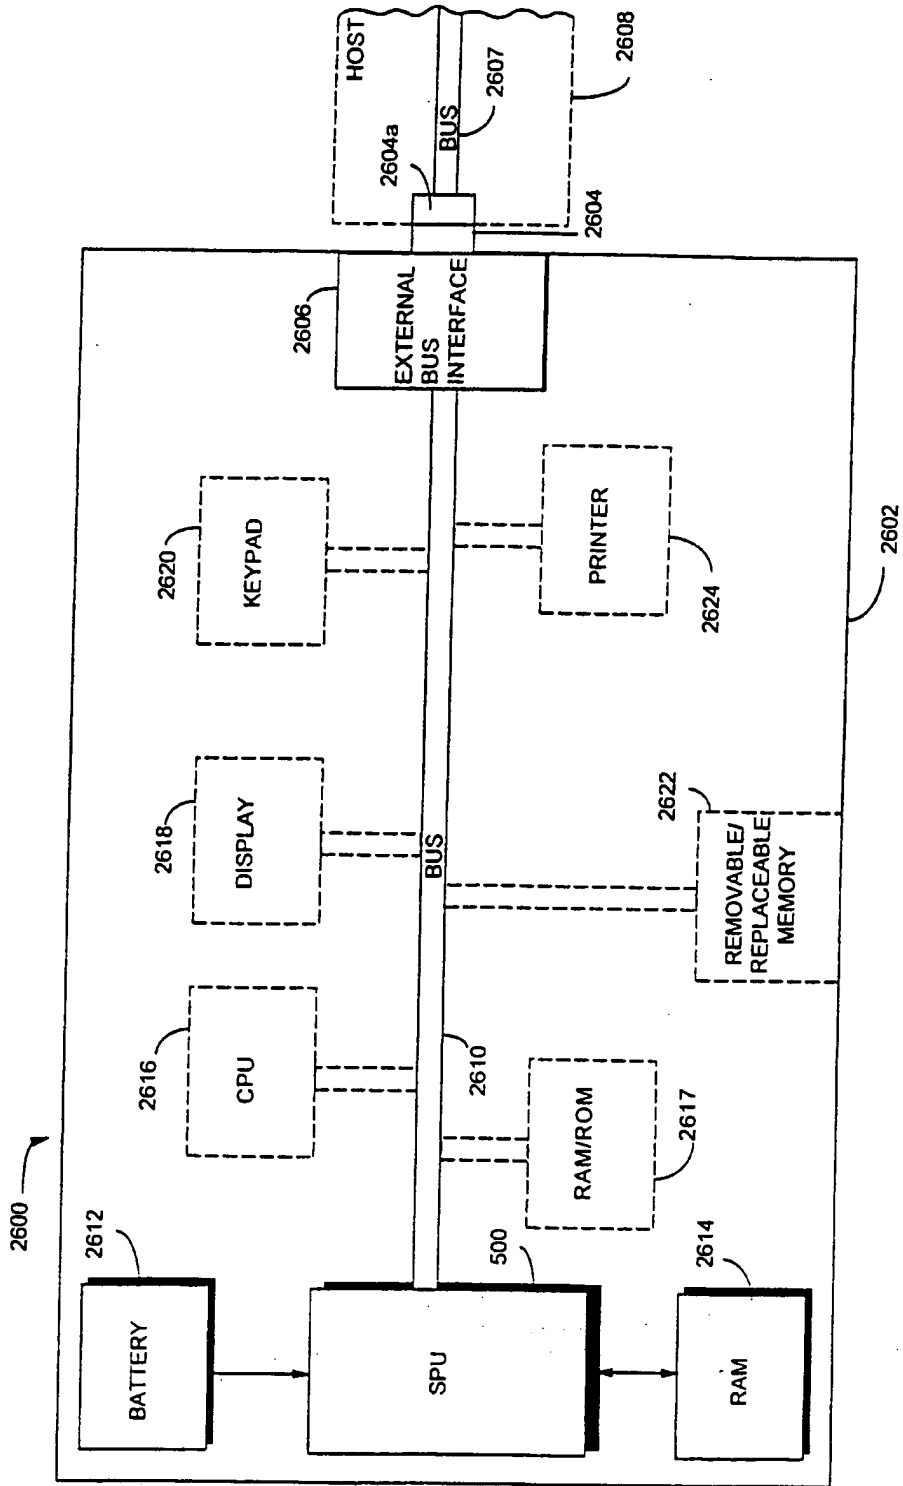 2600
BATTERY
2612
SPU
500
RAM
2614
CPU
2616
RAM/ROM
2617
BUS
2610
DISPLAY
2618
REMOVABLE/
REPLACEABLE
MEMORY
2622
KEYPAD
2620
PRINTER
2624
2602
EXTERNAL
BUS
INTERFACE
2606
2604
2604a
HOST
BUS
2607
2608